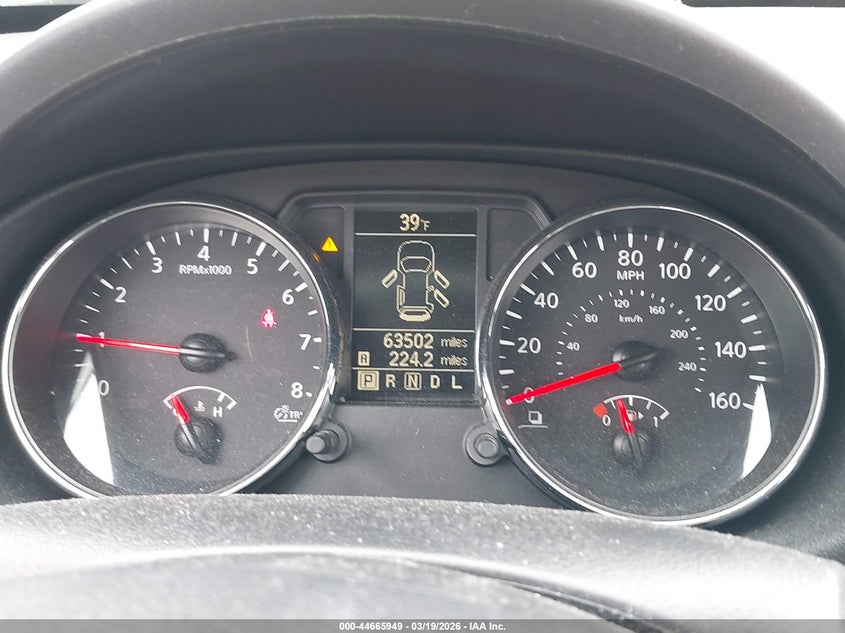 39°F
RPMx1000
0 1 2 3 4 5 6 7 8
H
63502 miles
A 224.2 miles
P R N D L
MPH
0 20 40 60 80 100 120 140 160
km/h
40 80 120 160 200 240
0 1
000-44665949 - 03/19/2026 - IAA Inc.